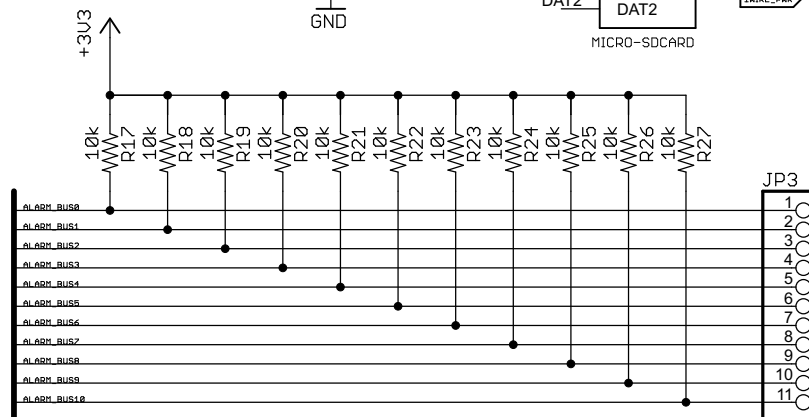 DAT2
DAT2
1WIRE_PWR
GND
MICRO-SDCARD
+3V3
10k R17
10k R18
10k R19
10k R20
10k R21
10k R22
10k R23
10k R24
10k R25
10k R26
10k R27
JP3
ALARM_BUS0 1
ALARM_BUS1 2
ALARM_BUS2 3
ALARM_BUS3 4
ALARM_BUS4 5
ALARM_BUS5 6
ALARM_BUS6 7
ALARM_BUS7 8
ALARM_BUS8 9
ALARM_BUS9 10
ALARM_BUS10 11